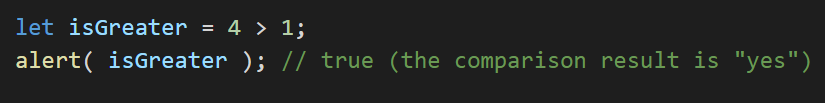 let isGreater = 4 > 1;
alert( isGreater ); // true (the comparison result is "yes")